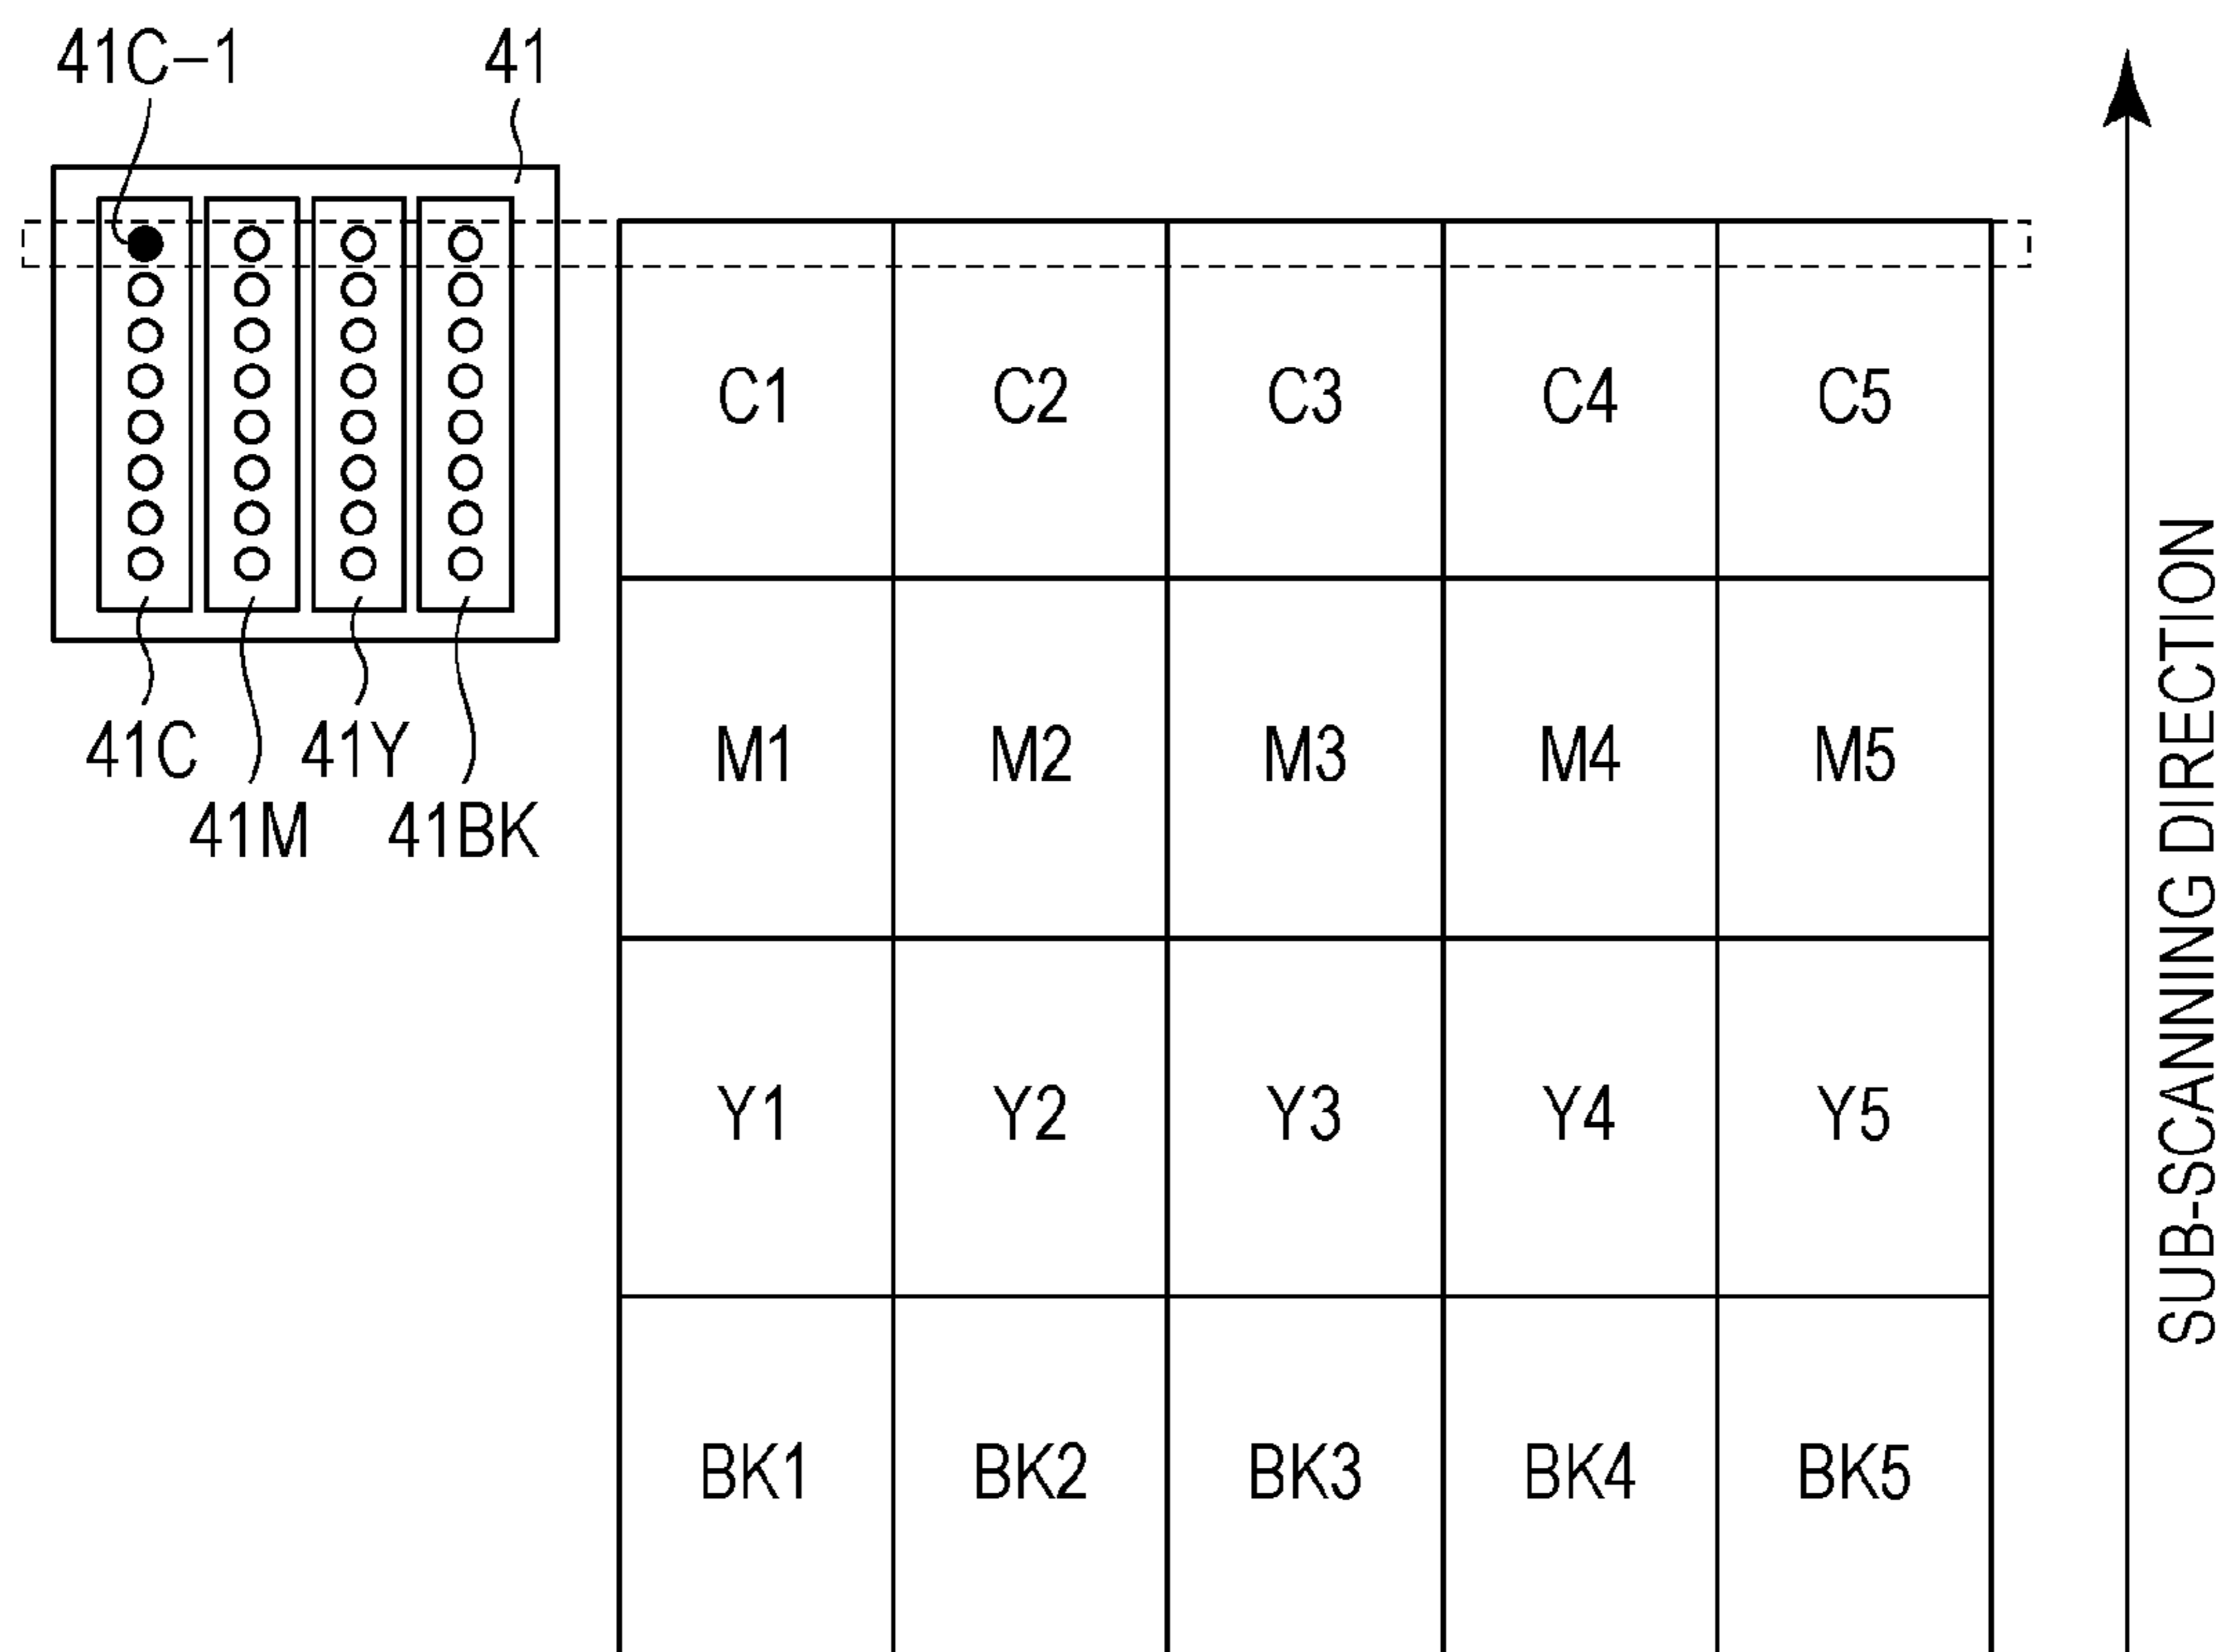 41C–1 41
C1 C2 C3 C4 C5
41C 41Y
41M 41BK
M1 M2 M3 M4 M5
Y1 Y2 Y3 Y4 Y5
BK1 BK2 BK3 BK4 BK5
SUB-SCANNING DIRECTION